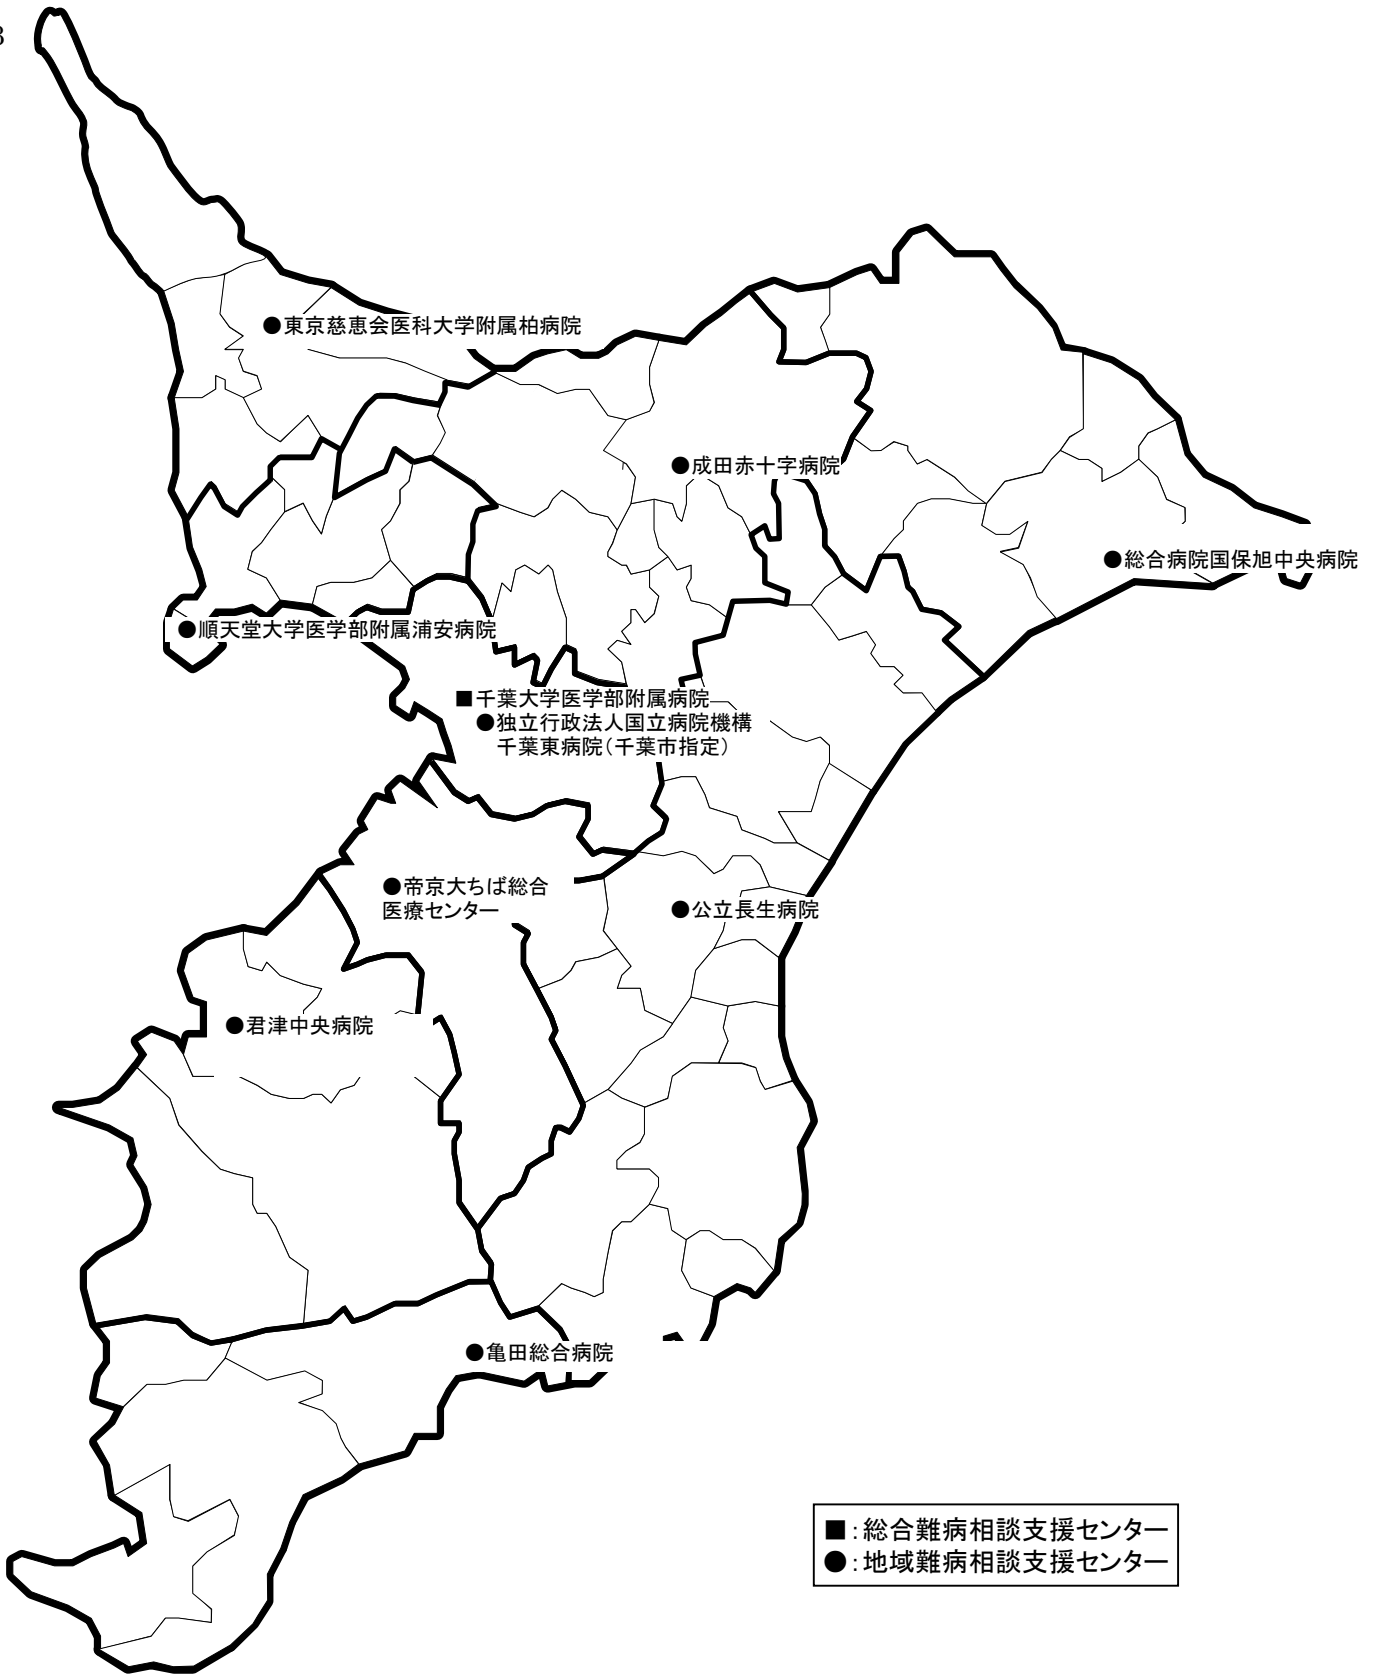 3
●東京慈恵会医科大学附属柏病院
●成田赤十字病院
●総合病院国保旭中央病院
●順天堂大学医学部附属浦安病院
■千葉大学医学部附属病院
●独立行政法人国立病院機構
千葉東病院(千葉市指定)
●帝京大ちば総合
医療センター
●公立長生病院
●君津中央病院
●亀田総合病院
■:総合難病相談支援センター
●:地域難病相談支援センター